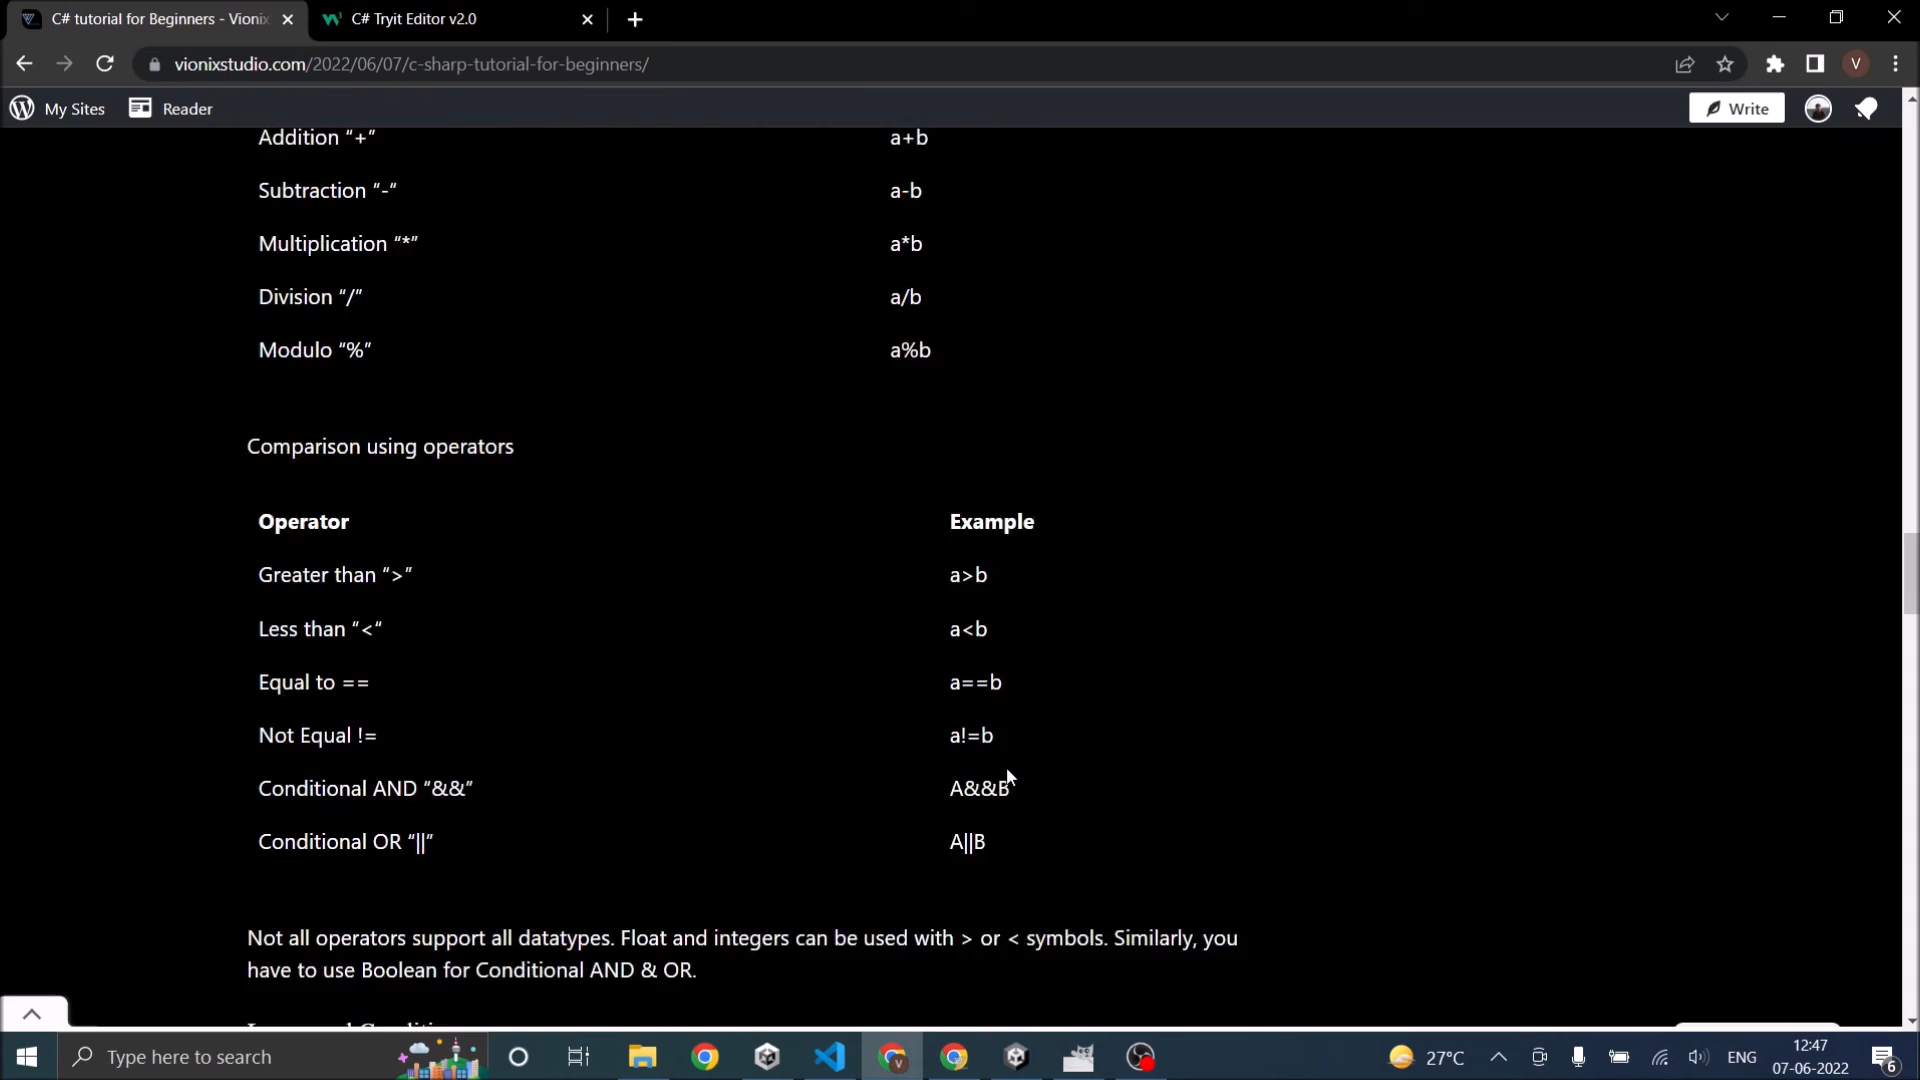 C# tutorial for Beginners - Vionix
C# Tryit Editor v2.0
vionixstudio.com/2022/06/07/c-sharp-tutorial-for-beginners/
V
My Sites
Reader
Write
Addition “+” a+b
Subtraction “-“ a-b
Multiplication “*” a*b
Division “/“ a/b
Modulo “%” a%b
Comparison using operators
Operator Example
Greater than “>” a>b
Less than “<“ a<b
Equal to == a==b
Not Equal != a!=b
Conditional AND “&&” A&&B
Conditional OR “||” A||B
Not all operators support all datatypes. Float and integers can be used with > or < symbols. Similarly, you
have to use Boolean for Conditional AND & OR.
Type here to search
27°C
ENG
12:47
07-06-2022
6